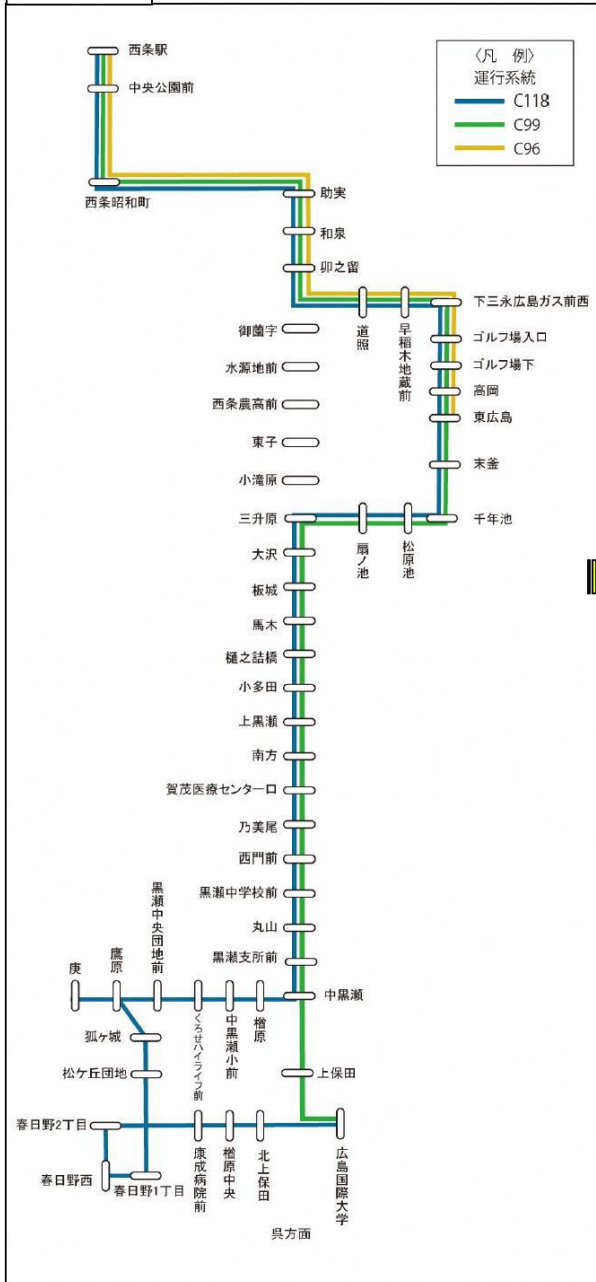 西条駅
中央公園前
西条昭和町
〈凡 例〉
運行系統
C118
C99
C96
助実
和泉
卯之留
道照
早稲木地蔵前
下三永広島ガス前西
ゴルフ場入口
ゴルフ場下
高岡
東広島
末釜
千年池
御薗宇
水源地前
西条農高前
東子
小滝原
三升原
扇ノ池
松原池
大沢
板城
馬木
樋之詰橋
小多田
上黒瀬
南方
賀茂医療センター口
乃美尾
西門前
黒瀬中学校前
丸山
黒瀬支所前
中黒瀬
庚
鷹原
黒瀬中央団地前
くろせハイライフ前
中黒瀬小前
楢原
狐ヶ城
松ケ丘団地
上保田
春日野2丁目
春日野西
春日野1丁目
康成病院前
楢原中央
北上保田
広島国際大学
呉方面